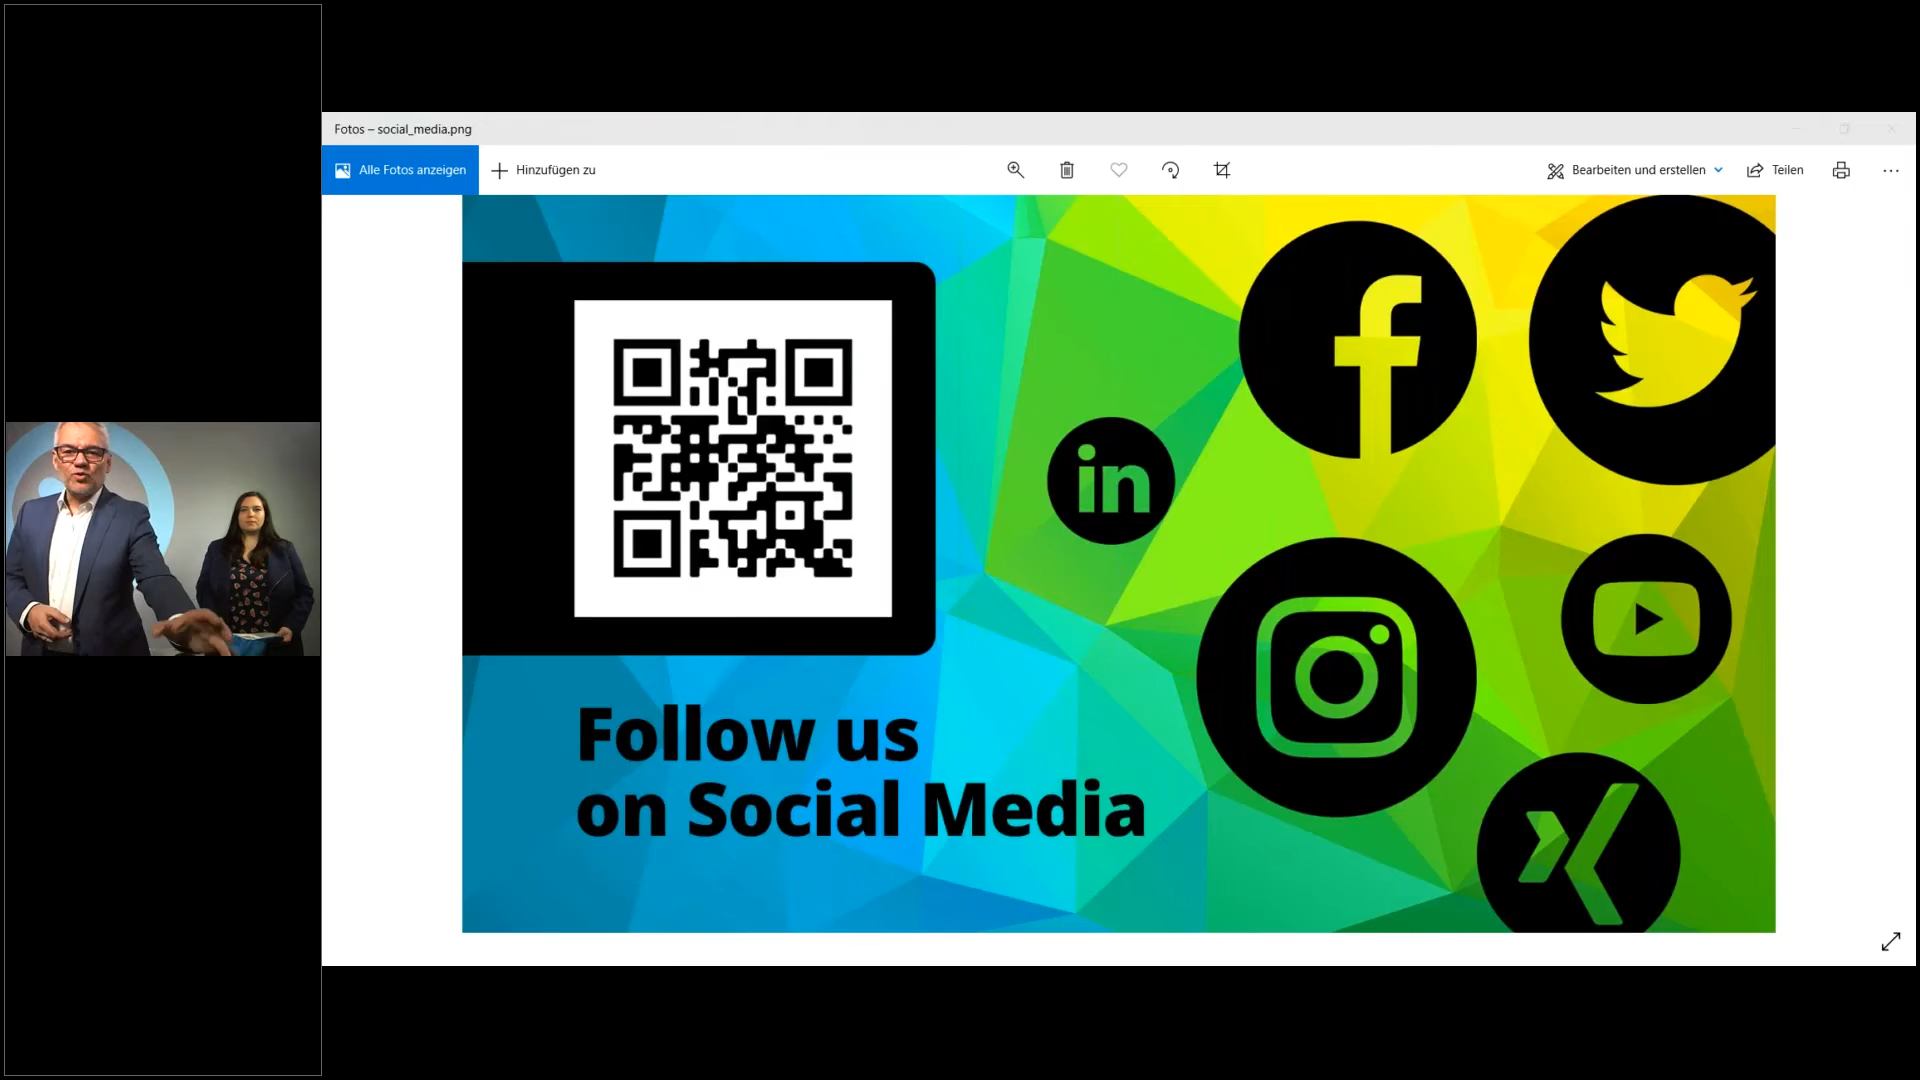 Fotos – social_media.png
Alle Fotos anzeigen
Hinzufügen zu
Bearbeiten und erstellen
Teilen
in
Follow us
on Social Media